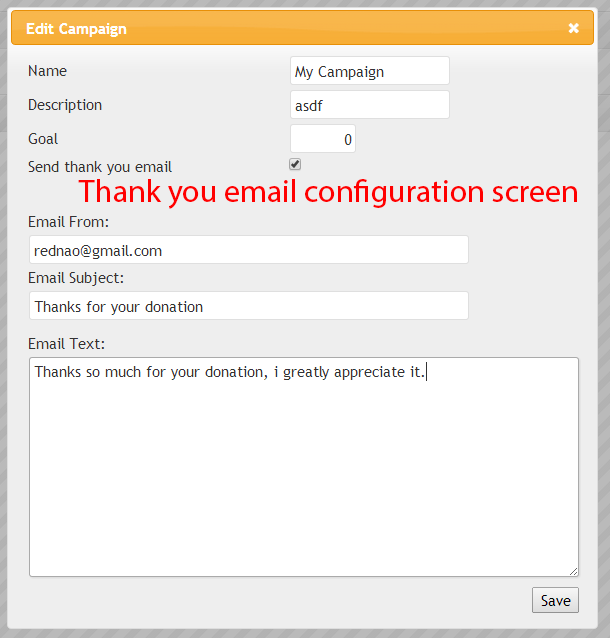 Edit Campaign
Name
My Campaign
Description
asdf
Goal
0
Send thank you email
Thank you email configuration screen
Email From:
rednao@gmail.com
Email Subject:
Thanks for your donation
Email Text:
Thanks so much for your donation, i greatly appreciate it.
Save